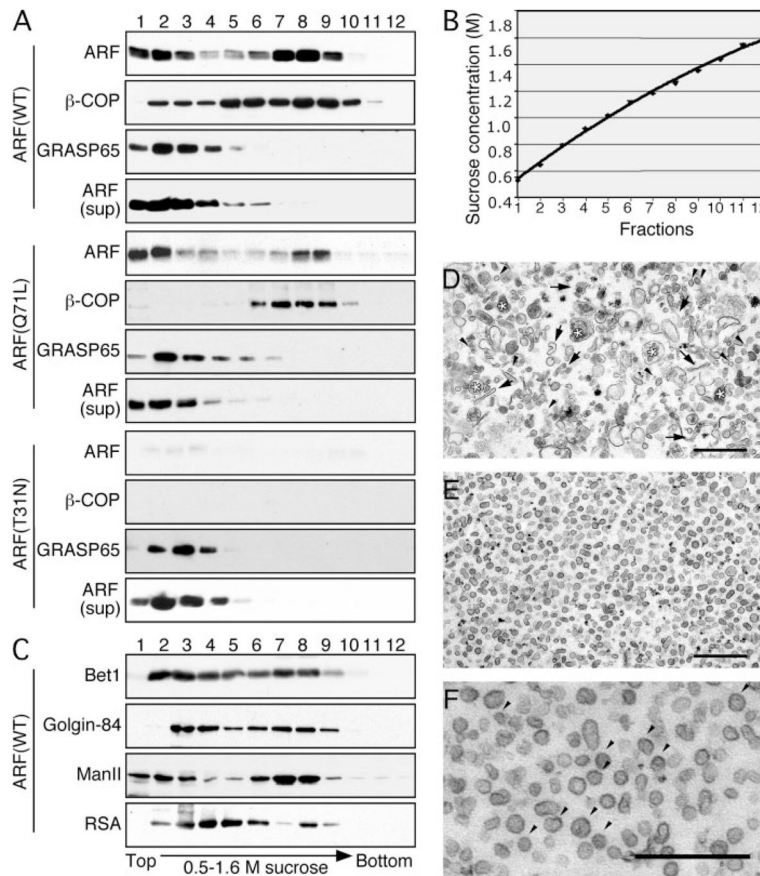 A
1 2 3 4 5 6 7 8 9 10 11 12
ARF(WT)
ARF
β-COP
GRASP65
ARF
(sup)
ARF(Q71L)
ARF
β-COP
GRASP65
ARF
(sup)
ARF(T31N)
ARF
β-COP
GRASP65
ARF
(sup)
C
1 2 3 4 5 6 7 8 9 10 11 12
ARF(WT)
Bet1
Golgin-84
ManII
RSA
Top
0.5-1.6 M sucrose
Bottom
B
Sucrose concentration (M)
1.8
1.6
1.4
1.2
1.0
0.8
0.6
0.4
1 2 3 4 5 6 7 8 9 10 11 12
Fractions
D
* * * * *
E
F